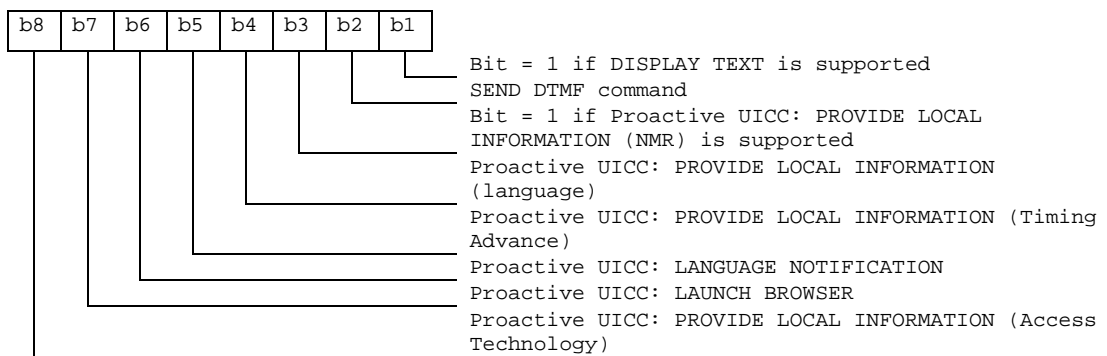 b8 b7 b6 b5 b4 b3 b2 b1
Bit = 1 if DISPLAY TEXT is supported
SEND DTMF command
Bit = 1 if Proactive UICC: PROVIDE LOCAL
INFORMATION (NMR) is supported
Proactive UICC: PROVIDE LOCAL INFORMATION
(language)
Proactive UICC: PROVIDE LOCAL INFORMATION (Timing
Advance)
Proactive UICC: LANGUAGE NOTIFICATION
Proactive UICC: LAUNCH BROWSER
Proactive UICC: PROVIDE LOCAL INFORMATION (Access
Technology)